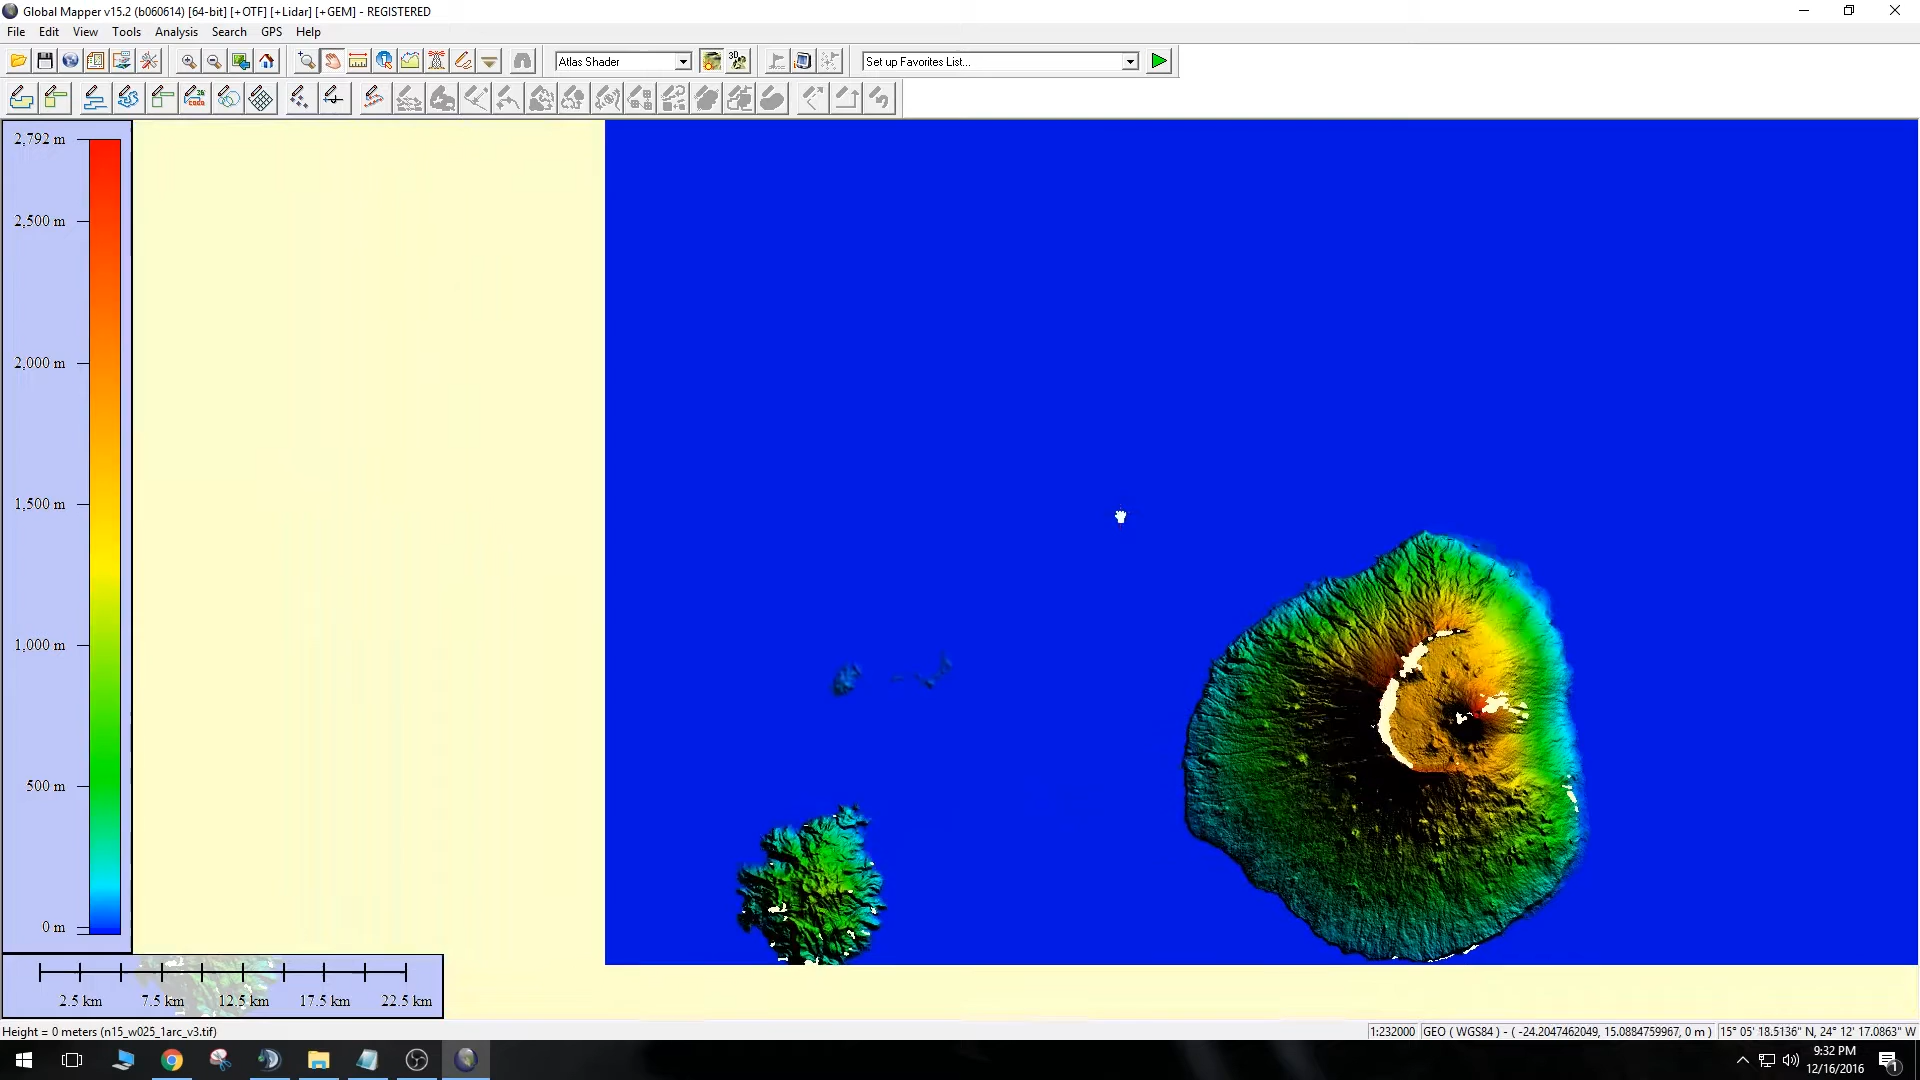 Global Mapper v15.2 (b060614) [64-bit] [+OTF] [+Lidar] [+GEM] - REGISTERED
File Edit View Tools Analysis Search GPS Help
Atlas Shader
Set up Favorites List...
2,792 m
2,500 m
2,000 m
1,500 m
1,000 m
500 m
0 m
2.5 km 7.5 km 12.5 km 17.5 km 22.5 km
Height = 0 meters (n15_w025_1arc_v3.tif)
1:232000 GEO ( WGS84 ) - ( -24.2047462049, 15.0884759967, 0 m ) 15° 05' 18.5136" N, 24° 12' 17.0863" W
9:32 PM
12/16/2016
1